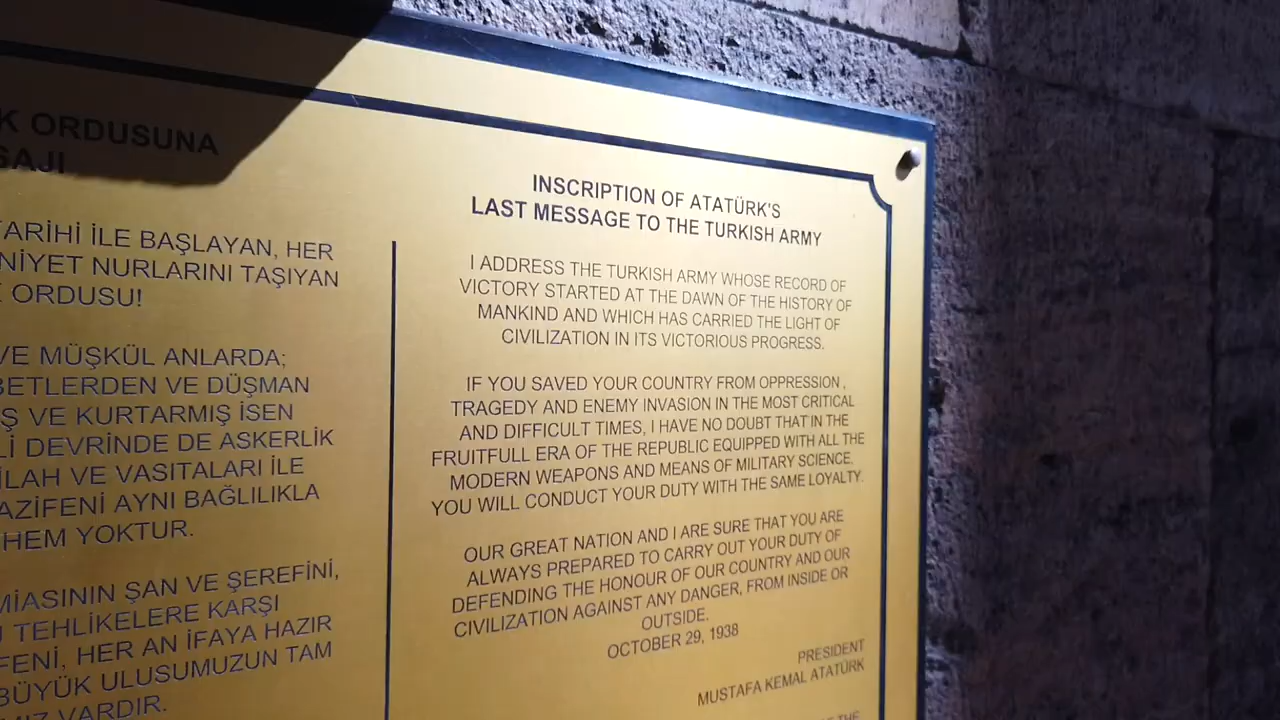 K ORDUSUNA
SAJI
TARİHİ İLE BAŞLAYAN, HER
NİYET NURLARINI TAŞIYAN
ORDUSU!
VE MÜŞKÜL ANLARDA;
BETLERDEN VE DÜŞMAN
Ş VE KURTARMIŞ İSEN
Lİ DEVRİNDE DE ASKERLİK
İLAH VE VASITALARI İLE
AZİFENİ AYNI BAĞLILIKLA
HEM YOKTUR.
MİASININ ŞAN VE ŞEREFİNİ,
TEHLİKELERE KARŞI
FENİ, HER AN İFAYA HAZIR
BÜYÜK ULUSUMUZUN TAM
MIZ VARDIR.
INSCRIPTION OF ATATÜRK'S
LAST MESSAGE TO THE TURKISH ARMY
I ADDRESS THE TURKISH ARMY WHOSE RECORD OF
VICTORY STARTED AT THE DAWN OF THE HISTORY OF
MANKIND AND WHICH HAS CARRIED THE LIGHT OF
CIVILIZATION IN ITS VICTORIOUS PROGRESS.
IF YOU SAVED YOUR COUNTRY FROM OPPRESSION ,
TRAGEDY AND ENEMY INVASION IN THE MOST CRITICAL
AND DIFFICULT TIMES, I HAVE NO DOUBT THAT IN THE
FRUITFULL ERA OF THE REPUBLIC EQUIPPED WITH ALL THE
MODERN WEAPONS AND MEANS OF MILITARY SCIENCE,
YOU WILL CONDUCT YOUR DUTY WITH THE SAME LOYALTY.
OUR GREAT NATION AND I ARE SURE THAT YOU ARE
ALWAYS PREPARED TO CARRY OUT YOUR DUTY OF
DEFENDING THE HONOUR OF OUR COUNTRY AND OUR
CIVILIZATION AGAINST ANY DANGER, FROM INSIDE OR
OUTSIDE.
OCTOBER 29, 1938
PRESIDENT
MUSTAFA KEMAL ATATÜRK
THE